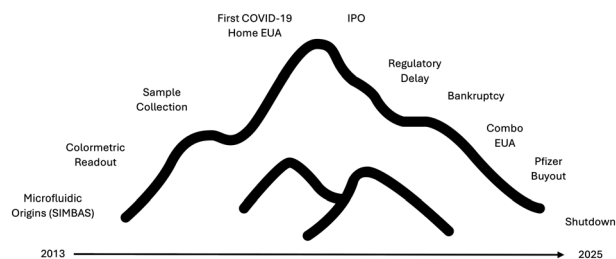 First COVID-19
Home EUA
IPO
Regulatory
Delay
Sample
Collection
Bankruptcy
Combo
EUA
Colormetric
Readout
Pfizer
Buyout
Microfluidic
Origins (SIMBAS)
Shutdown
2013
2025